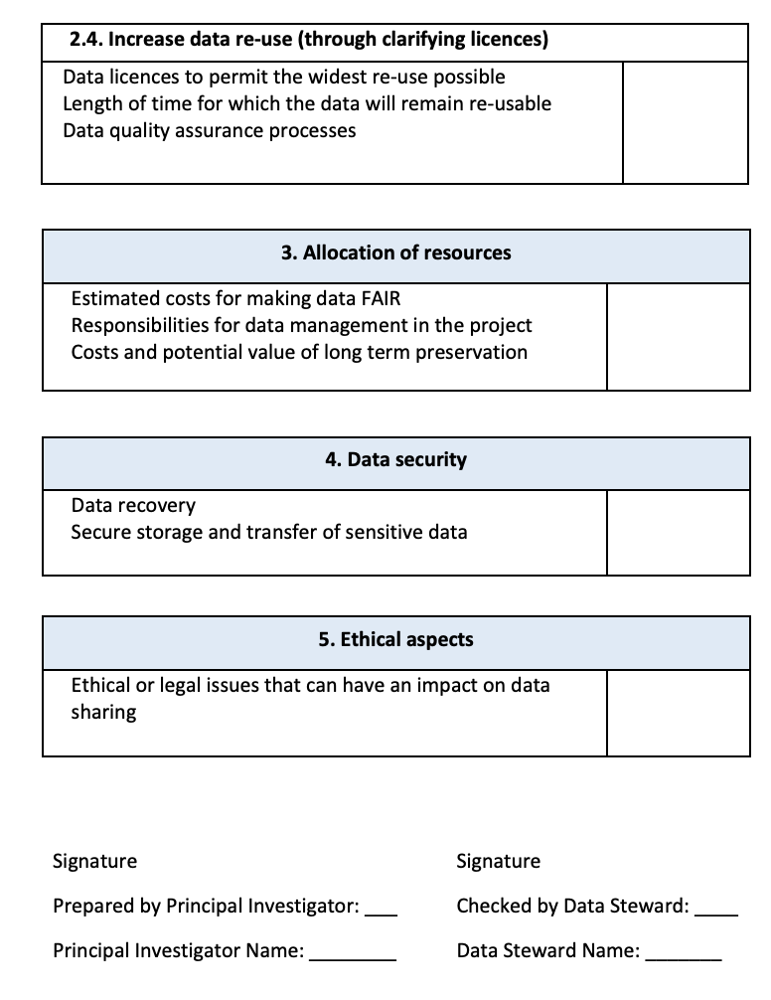 2.4. Increase data re-use (through clarifying licences)
Data licences to permit the widest re-use possible
Length of time for which the data will remain re-usable
Data quality assurance processes
3. Allocation of resources
Estimated costs for making data FAIR
Responsibilities for data management in the project
Costs and potential value of long term preservation
4. Data security
Data recovery
Secure storage and transfer of sensitive data
5. Ethical aspects
Ethical or legal issues that can have an impact on data
sharing
Signature
Prepared by Principal Investigator: ___
Principal Investigator Name: ________
Signature
Checked by Data Steward: ____
Data Steward Name: _______